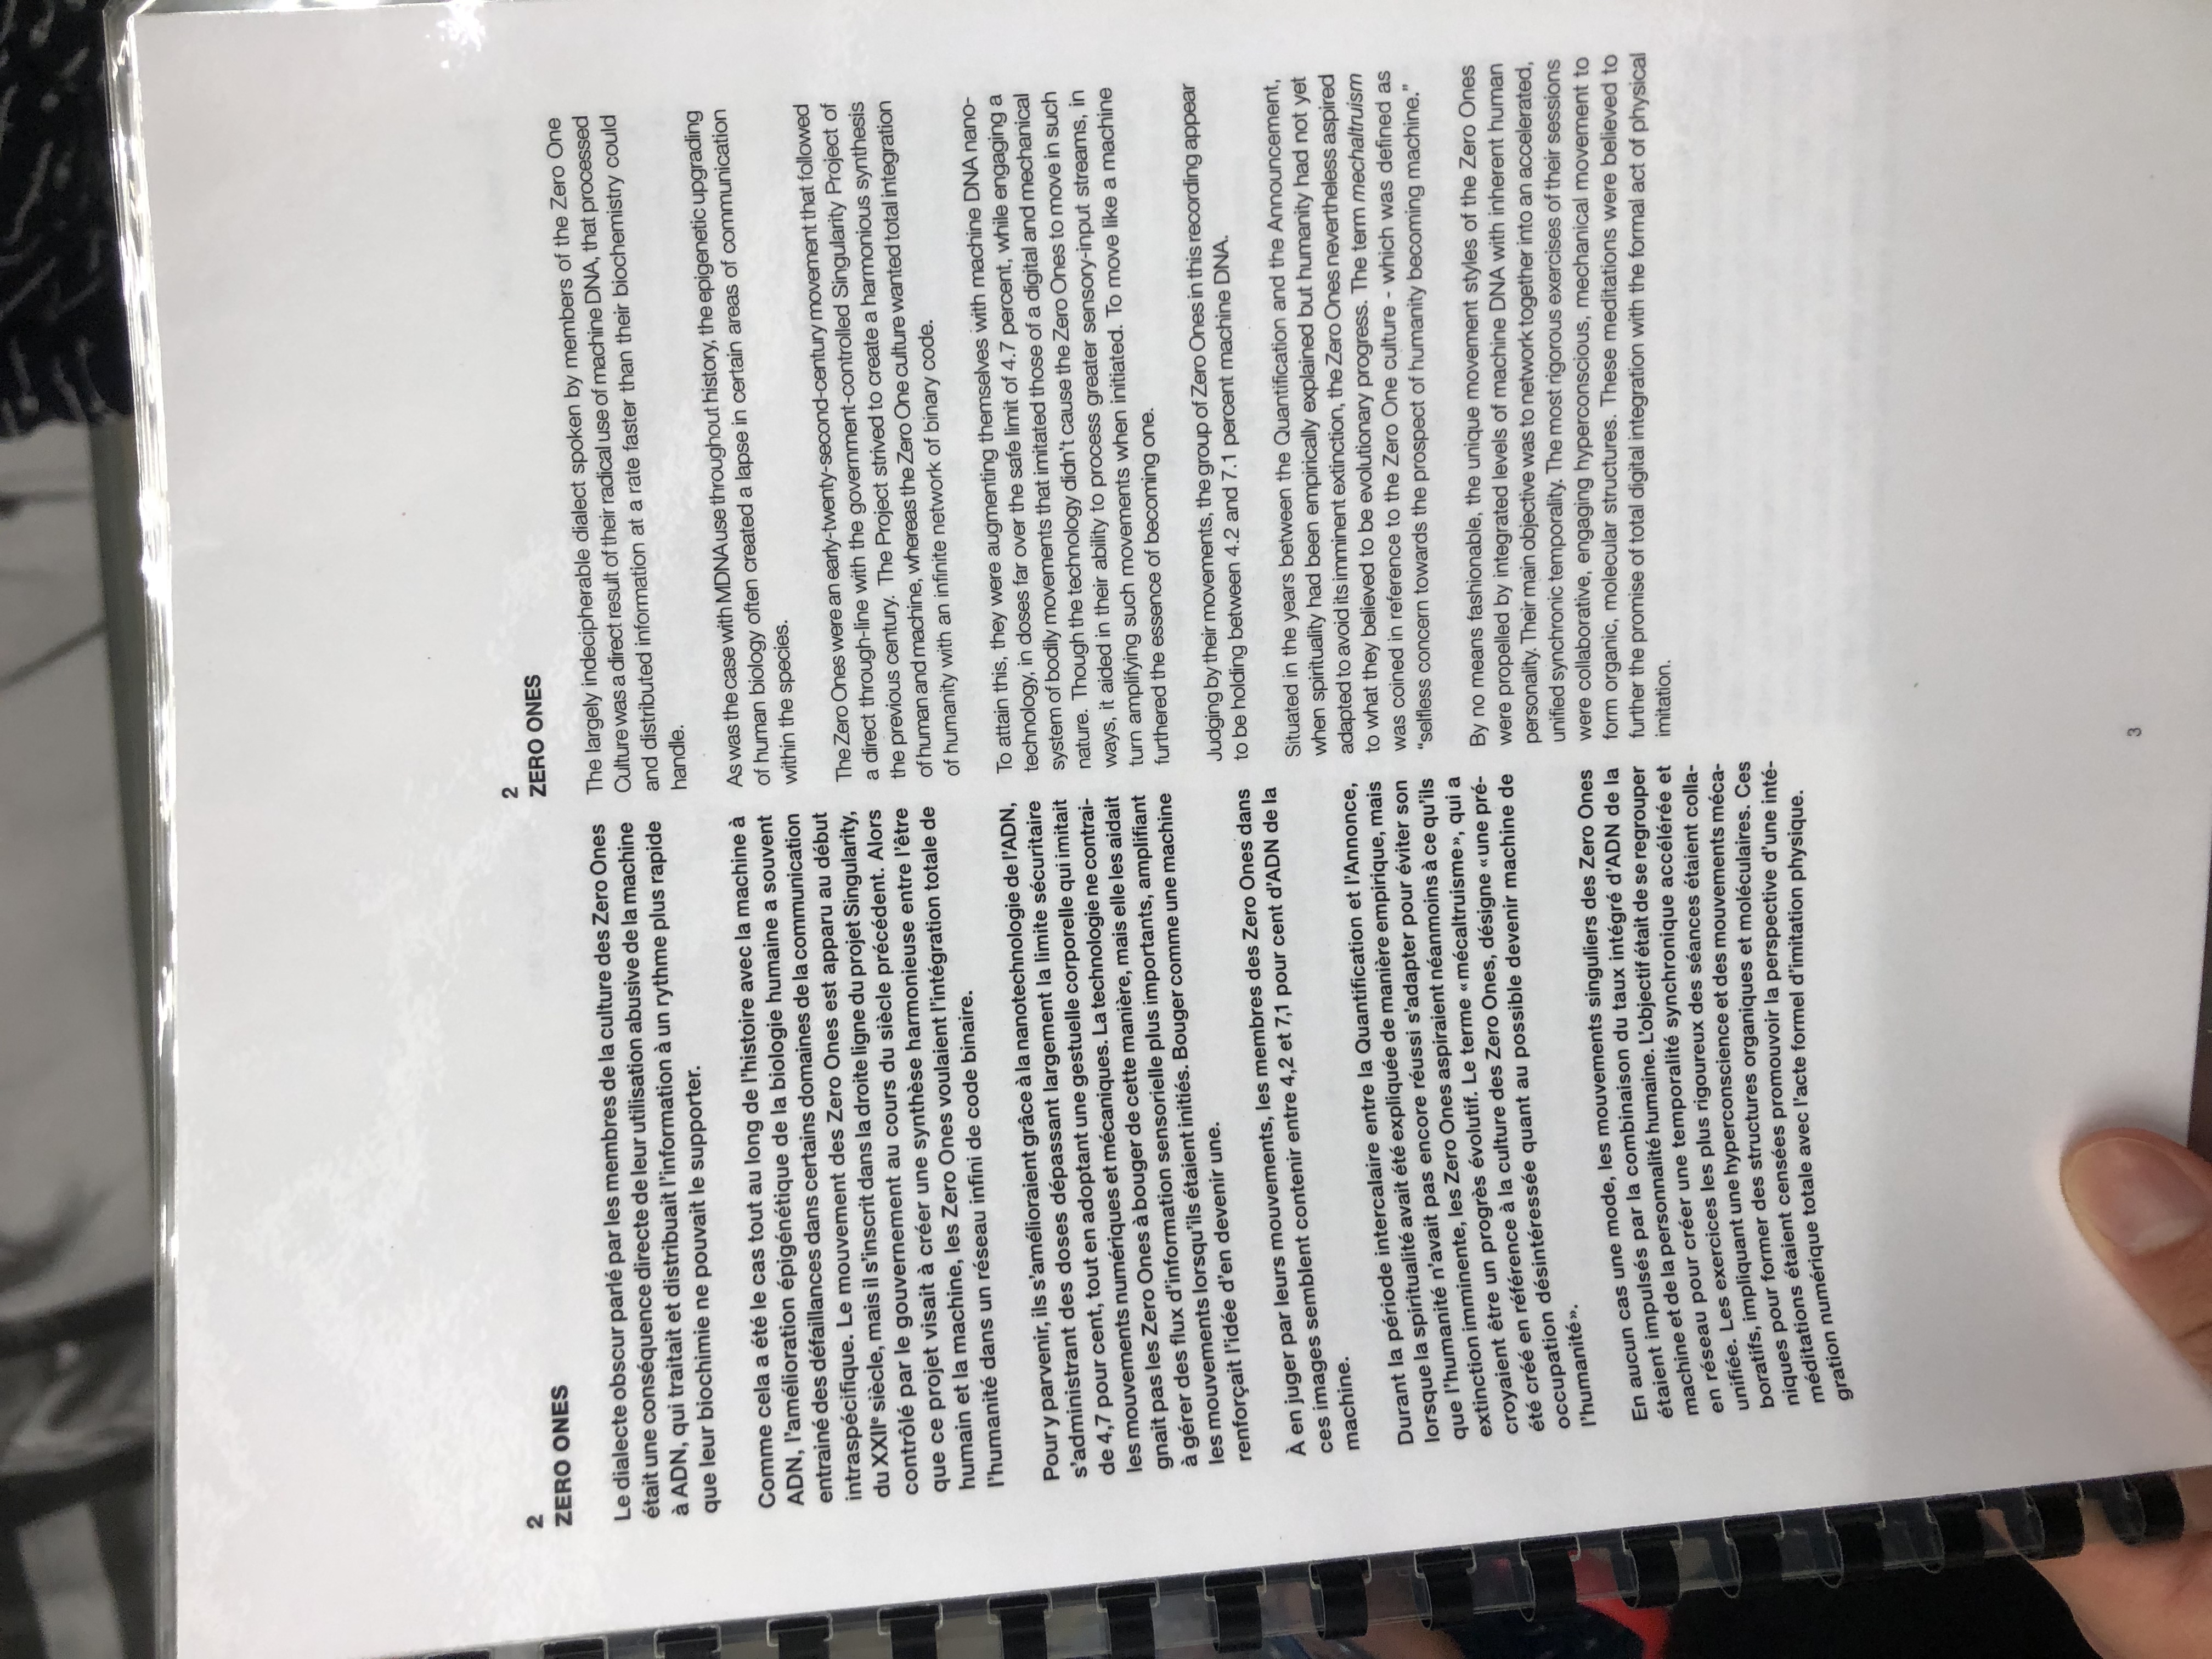 2
ZERO ONES
Le dialecte obscur parlé par les membres de la culture des Zero Ones
était une conséquence directe de leur utilisation abusive de la machine
à ADN, qui traitait et distribuait l'information à un rythme plus rapide
que leur biochimie ne pouvait le supporter.
Comme cela a été le cas tout au long de l'histoire avec la machine à
ADN, l'amélioration épigénétique de la biologie humaine a souvent
entrainé des défaillances dans certains domaines de la communication
intraspécifique. Le mouvement des Zero Ones est apparu au début
du XXIIe siècle, mais il s'inscrit dans la droite ligne du projet Singularity,
contrôlé par le gouvernement au cours du siècle précédent. Alors
que ce projet visait à créer une synthèse harmonieuse entre l'être
humain et la machine, les Zero Ones voulaient l'intégration totale de
l'humanité dans un réseau infini de code binaire.
Pour y parvenir, ils s'amélioraient grâce à la nanotechnologie de l'ADN,
s'administrant des doses dépassant largement la limite sécuritaire
de 4,7 pour cent, tout en adoptant une gestuelle corporelle qui imitait
les mouvements numériques et mécaniques. La technologie ne contrai-
gnait pas les Zero Ones à bouger de cette manière, mais elle les aidait
à gérer des flux d'information sensorielle plus importants, amplifiant
les mouvements lorsqu'ils étaient initiés. Bouger comme une machine
renforçait l'idée d'en devenir une.
À en juger par leurs mouvements, les membres des Zero Ones dans
ces images semblent contenir entre 4,2 et 7,1 pour cent d'ADN de la
machine.
Durant la période intercalaire entre la Quantification et l'Annonce,
lorsque la spiritualité avait été expliquée de manière empirique, mais
que l'humanité n'avait pas encore réussi s'adapter pour éviter son
extinction imminente, les Zero Ones aspiraient néanmoins à ce qu'ils
croyaient être un progrès évolutif. Le terme «mécaltruisme», qui a
été créé en référence à la culture des Zero Ones, désigne «une pré-
occupation désintéressée quant au possible devenir machine de
l'humanité».
En aucun cas une mode, les mouvements singuliers des Zero Ones
étaient impulsés par la combinaison du taux intégré d'ADN de la
machine et de la personnalité humaine. L'objectif était de se regrouper
en réseau pour créer une temporalité synchronique accélérée et
unifiée. Les exercices les plus rigoureux des séances étaient colla-
boratifs, impliquant une hyperconscience et des mouvements méca-
niques pour former des structures organiques et moléculaires. Ces
méditations étaient censées promouvoir la perspective d'une inté-
gration numérique totale avec l'acte formel d'imitation physique.
2
ZERO ONES
The largely indecipherable dialect spoken by members of the Zero One
Culture was a direct result of their radical use of machine DNA, that processed
and distributed information at a rate faster than their biochemistry could
handle.
As was the case with MDNA use throughout history, the epigenetic upgrading
of human biology often created a lapse in certain areas of communication
within the species.
The Zero Ones were an early-twenty-second-century movement that followed
a direct through-line with the government-controlled Singularity Project of
the previous century. The Project strived to create a harmonious synthesis
of human and machine, whereas the Zero One culture wanted total integration
of humanity with an infinite network of binary code.
To attain this, they were augmenting themselves with machine DNA nano-
technology, in doses far over the safe limit of 4.7 percent, while engaging a
system of bodily movements that imitated those of a digital and mechanical
nature. Though the technology didn't cause the Zero Ones to move in such
ways, it aided in their ability to process greater sensory-input streams, in
turn amplifying such movements when initiated. To move like a machine
furthered the essence of becoming one.
Judging by their movements, the group of Zero Ones in this recording appear
to be holding between 4.2 and 7.1 percent machine DNA.
Situated in the years between the Quantification and the Announcement,
when spirituality had been empirically explained but humanity had not yet
adapted to avoid its imminent extinction, the Zero Ones nevertheless aspired
to what they believed to be evolutionary progress. The term mechaltruism
was coined in reference to the Zero One culture - which was defined as
“selfless concern towards the prospect of humanity becoming machine.”
By no means fashionable, the unique movement styles of the Zero Ones
were propelled by integrated levels of machine DNA with inherent human
personality. Their main objective was to network together into an accelerated,
unified synchronic temporality. The most rigorous exercises of their sessions
were collaborative, engaging hyperconscious, mechanical movement to
form organic, molecular structures. These meditations were believed to
further the promise of total digital integration with the formal act of physical
imitation.
3